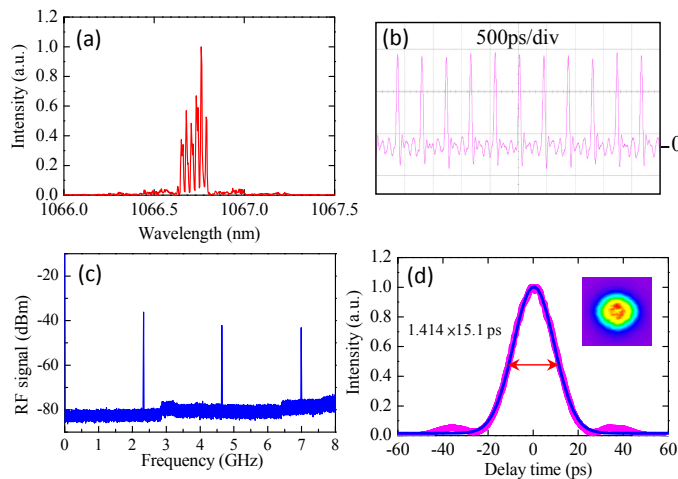 (a)
Intensity (a.u.)
1.2
1.0
0.8
0.6
0.4
0.2
0.0
1066.0 1066.5 1067.0 1067.5
Wavelength (nm)
(b)
500ps/div
0
(c)
RF signal (dBm)
-20
-40
-60
-80
0 1 2 3 4 5 6 7 8
Frequency (GHz)
(d)
Intensity (a.u.)
1.2
1.0
0.8
0.6
0.4
0.2
0.0
1.414 ×15.1 ps
-60 -40 -20 0 20 40 60
Delay time (ps)